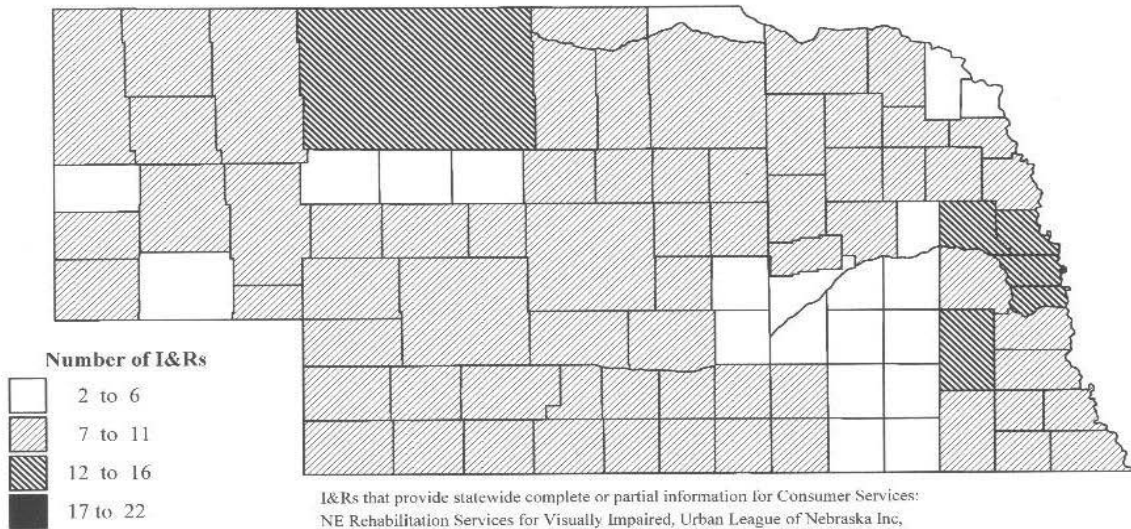 Number of I&Rs
2 to 6
7 to 11
12 to 16
17 to 22
I&Rs that provide statewide complete or partial information for Consumer Services:
NE Rehabilitation Services for Visually Impaired, Urban League of Nebraska Inc,